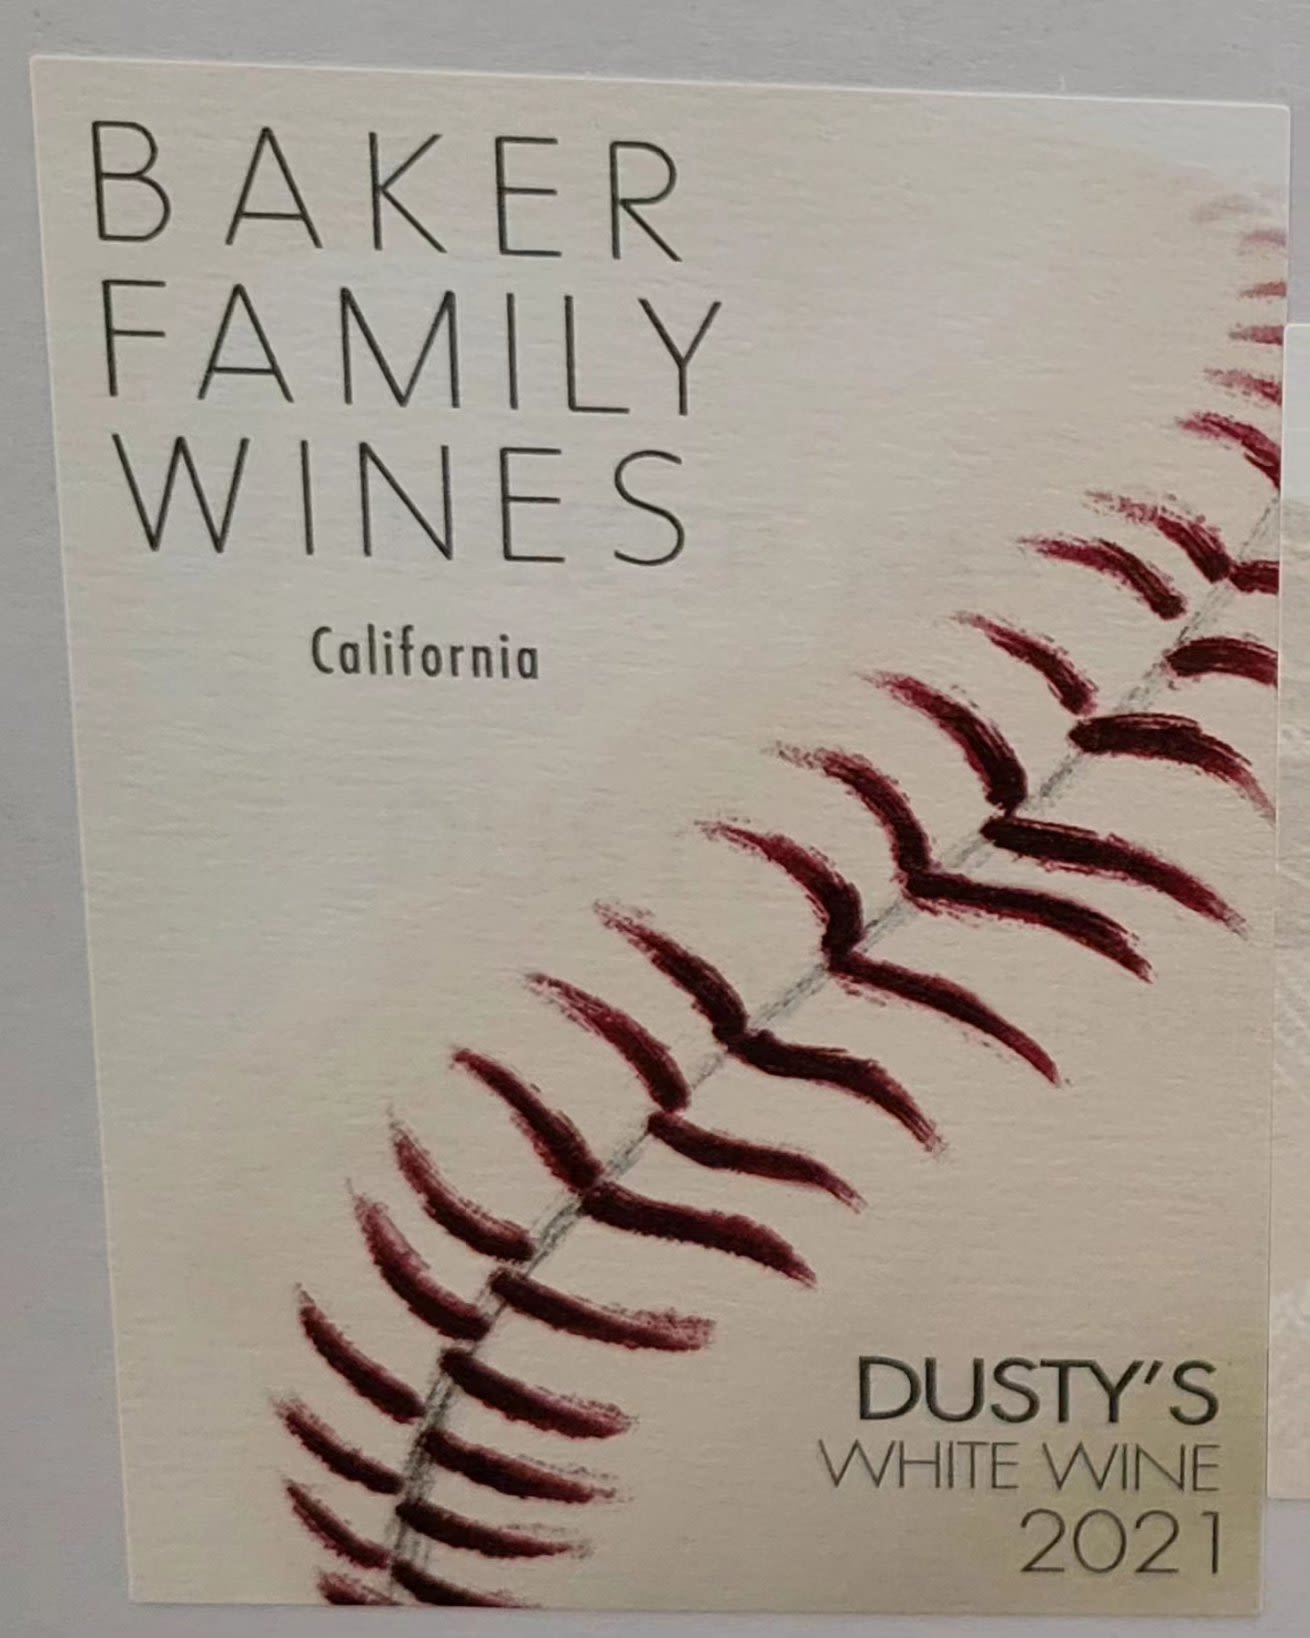 BAKER
FAMILY
WINES
California
DUSTY'S
WHITE WINE
2021